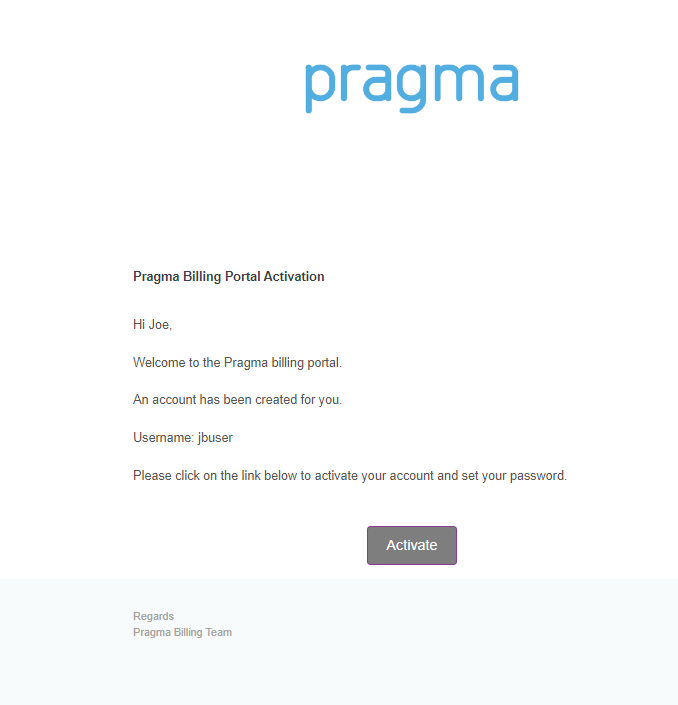 pragma
Pragma Billing Portal Activation
Hi Joe,
Welcome to the Pragma billing portal.
An account has been created for you.
Username: jbuser
Please click on the link below to activate your account and set your password.
Activate
Regards
Pragma Billing Team